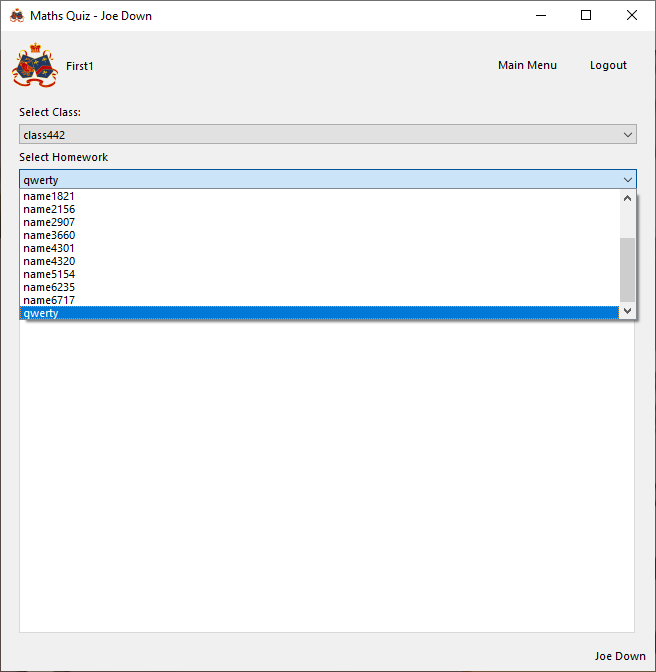 Maths Quiz - Joe Down
First1
Main Menu
Logout
Select Class:
class442
Select Homework
qwerty
name1821
name2156
name2907
name3660
name4301
name4320
name5154
name6235
name6717
qwerty
Joe Down